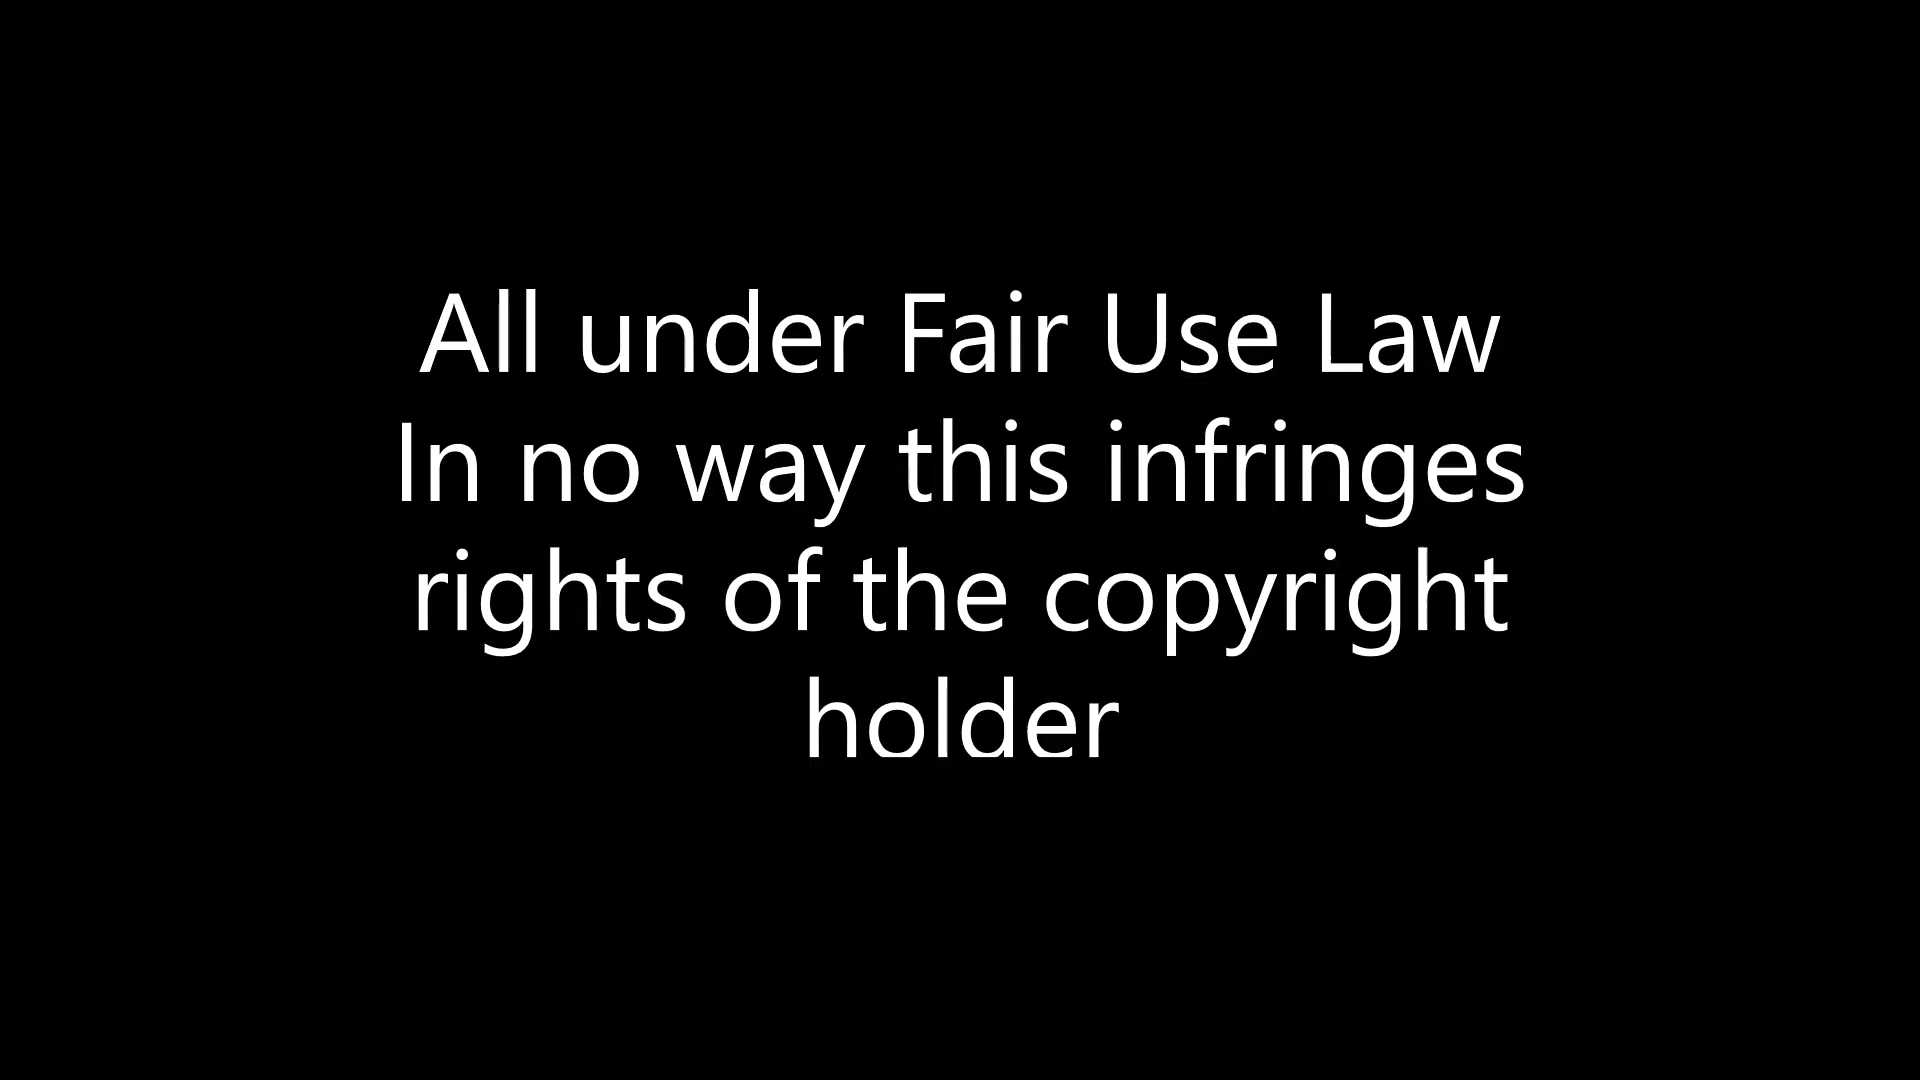 All under Fair Use Law
In no way this infringes
rights of the copyright
holder